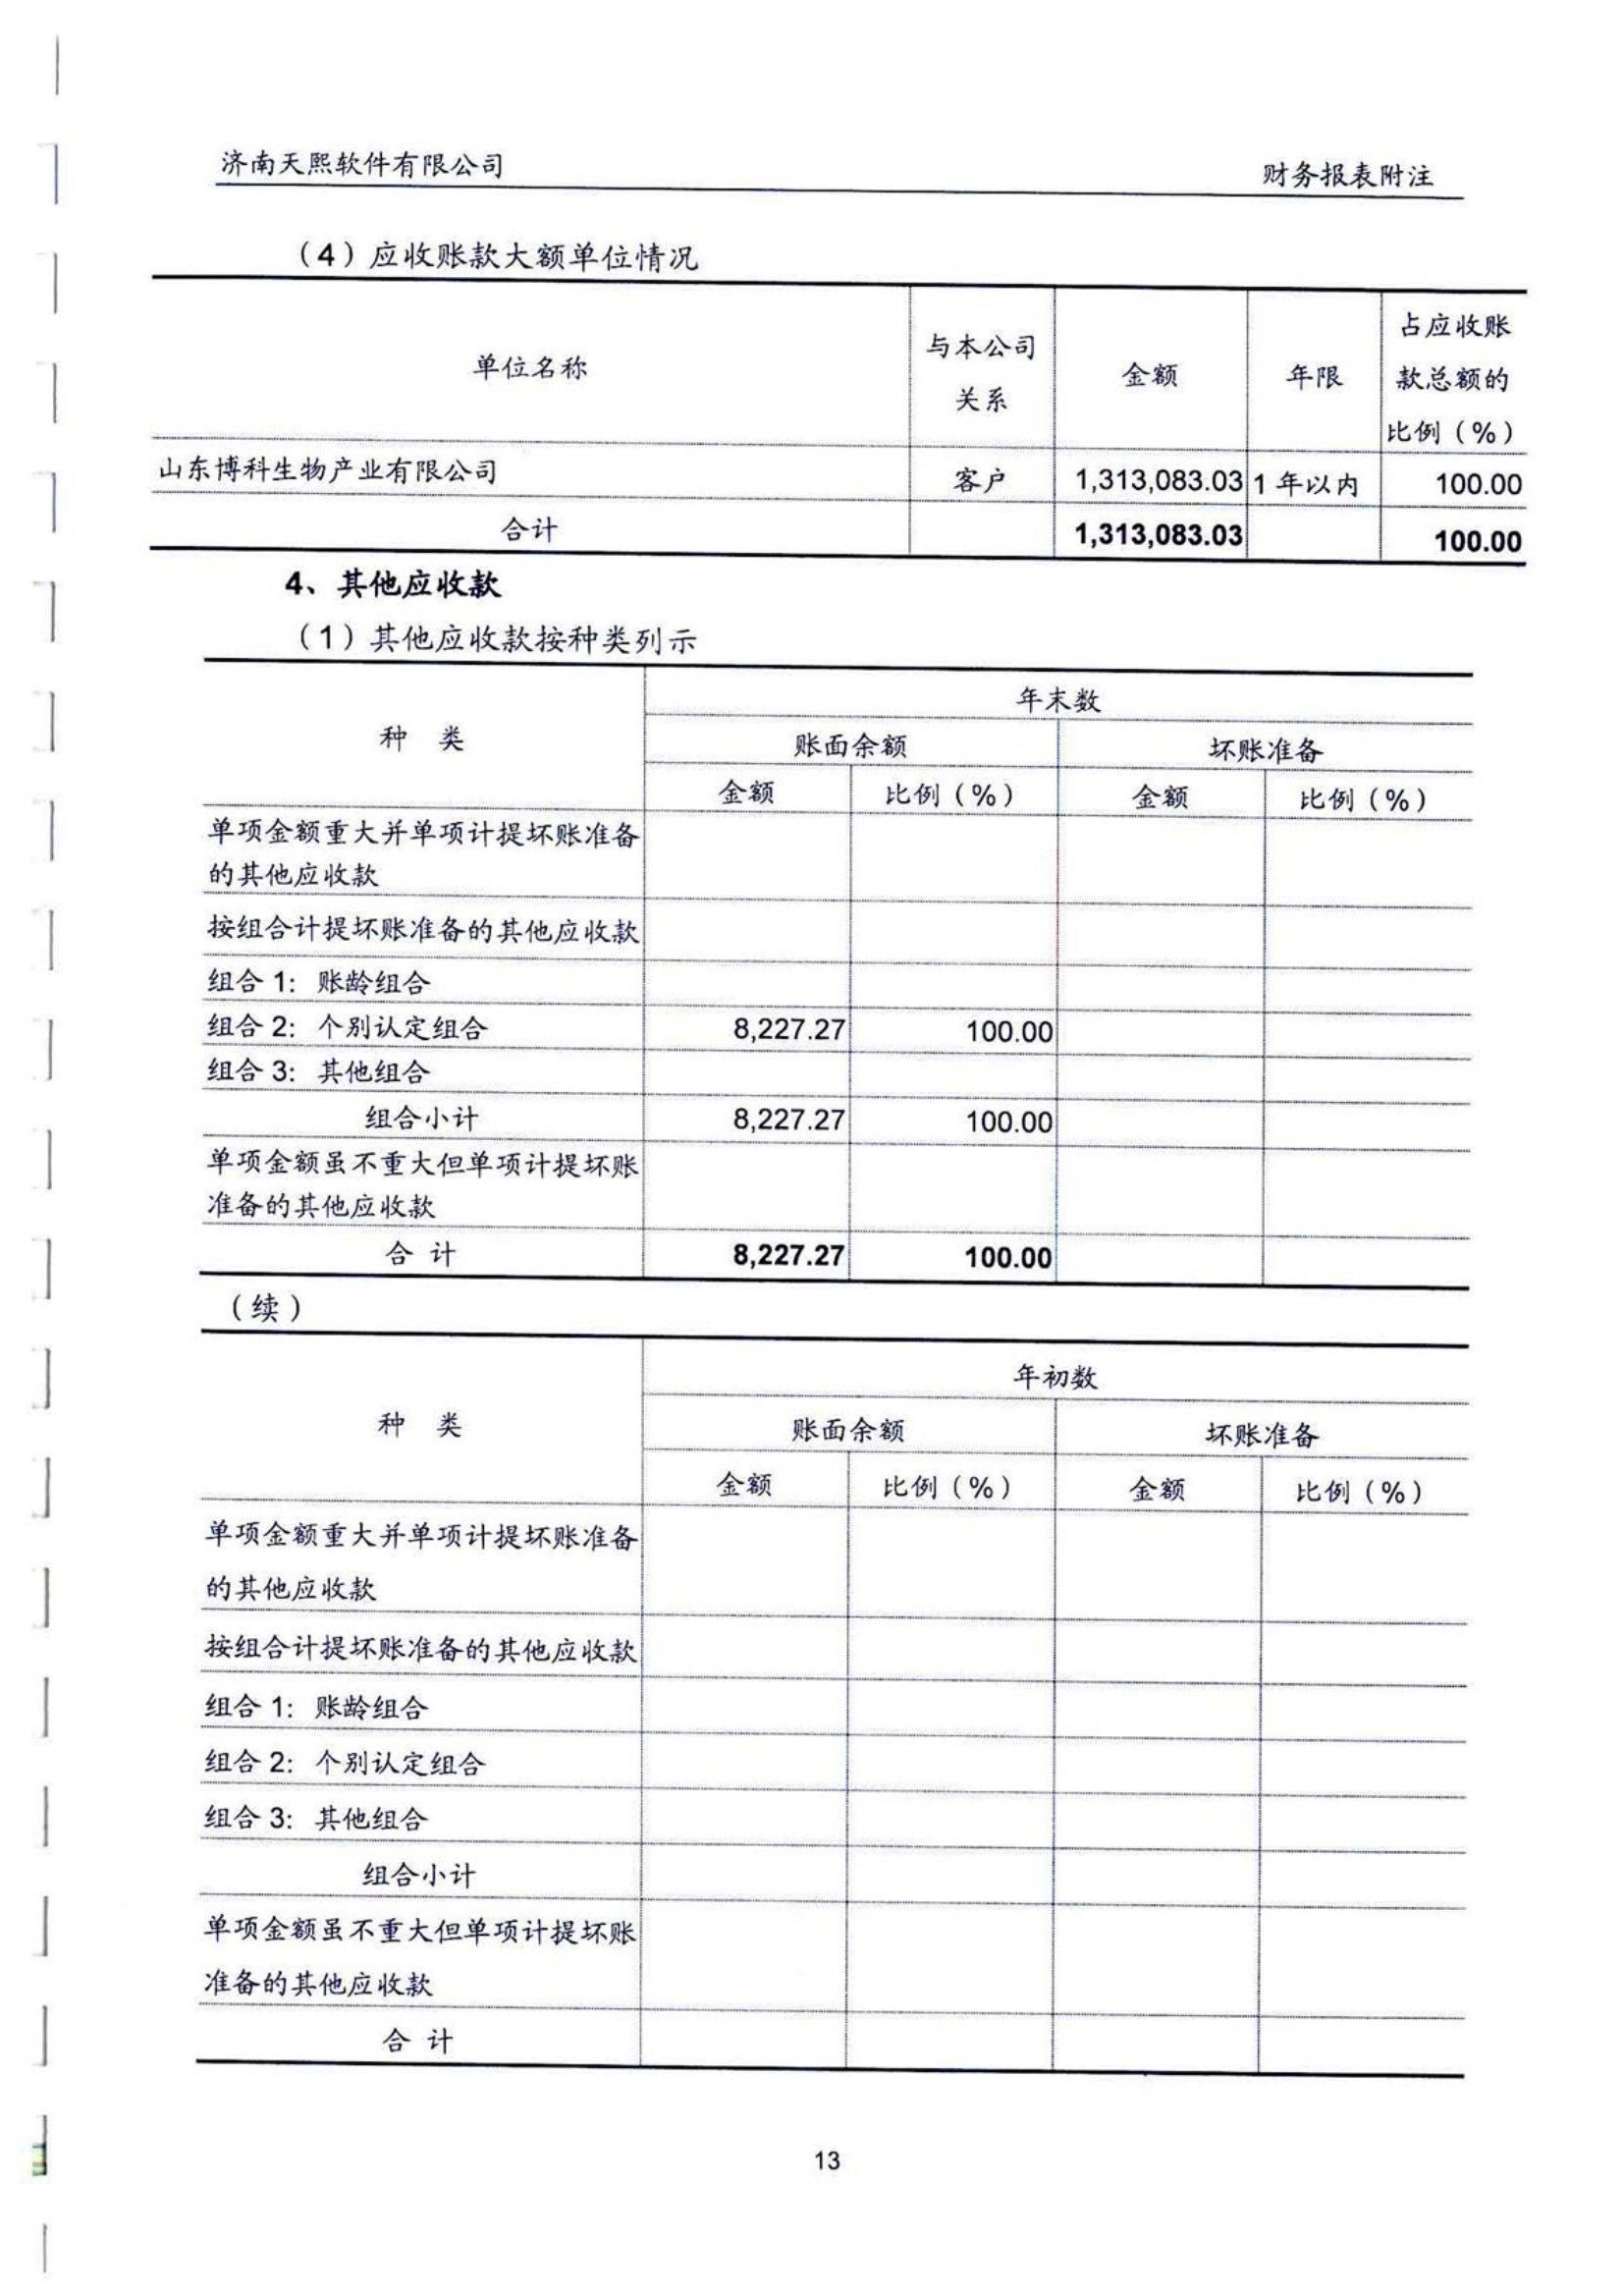 济南天熙软件有限公司 财务报表附注
（4）应收账款大额单位情况
单位名称 与本公司关系 金额 年限 占应收账款总额的比例（%）
山东博科生物产业有限公司 客户 1,313,083.03 1 年以内 100.00
合计 1,313,083.03 100.00
4、其他应收款
（1）其他应收款按种类列示
种 类 年末数
账面余额 坏账准备
金额 比例（%） 金额 比例（%）
单项金额重大并单项计提坏账准备
的其他应收款
按组合计提坏账准备的其他应收款
组合 1：账龄组合
组合 2：个别认定组合 8,227.27 100.00
组合 3：其他组合
组合小计 8,227.27 100.00
单项金额虽不重大但单项计提坏账
准备的其他应收款
合 计 8,227.27 100.00
（续）
种 类 年初数
账面余额 坏账准备
金额 比例（%） 金额 比例（%）
单项金额重大并单项计提坏账准备
的其他应收款
按组合计提坏账准备的其他应收款
组合 1：账龄组合
组合 2：个别认定组合
组合 3：其他组合
组合小计
单项金额虽不重大但单项计提坏账
准备的其他应收款
合 计
13